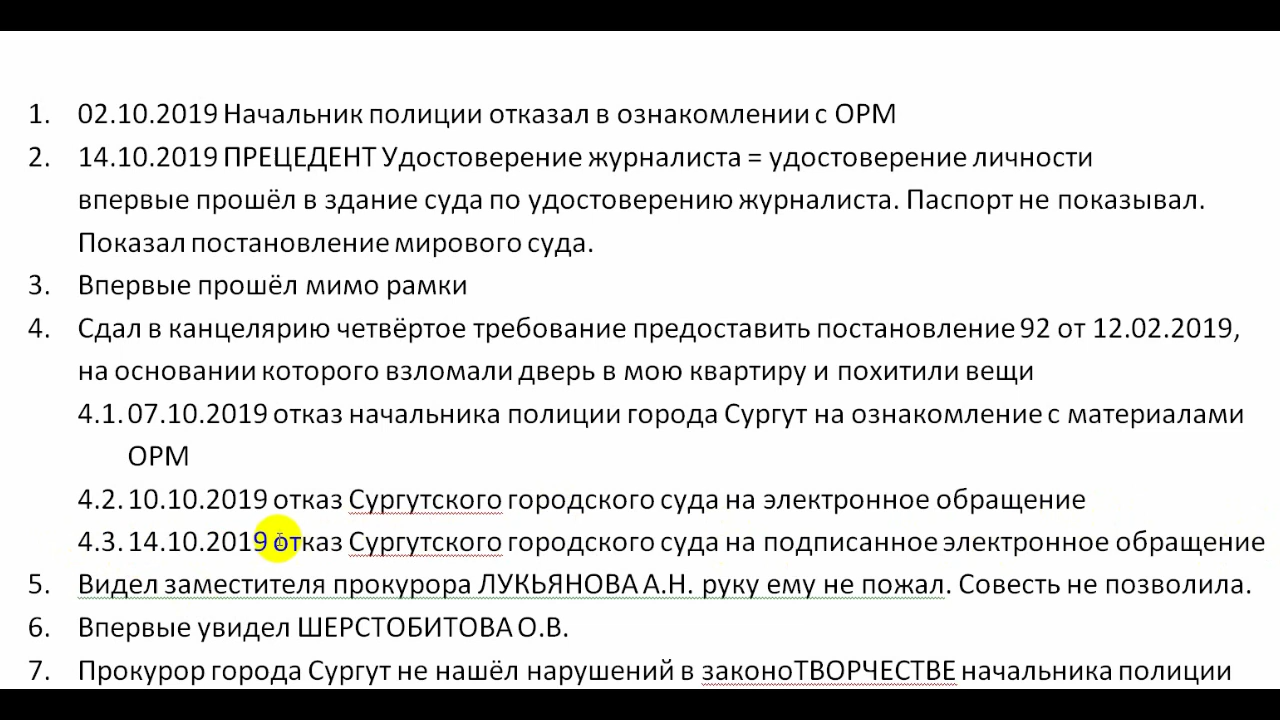 1. 02.10.2019 Начальник полиции отказал в ознакомлении с ОРМ
2. 14.10.2019 ПРЕЦЕДЕНТ Удостоверение журналиста = удостоверение личности
впервые прошёл в здание суда по удостоверению журналиста. Паспорт не показывал.
Показал постановление мирового суда.
3. Впервые прошёл мимо рамки
4. Сдал в канцелярию четвёртое требование предоставить постановление 92 от 12.02.2019,
на основании которого взломали дверь в мою квартиру и похитили вещи
4.1. 07.10.2019 отказ начальника полиции города Сургут на ознакомление с материалами
ОРМ
4.2. 10.10.2019 отказ Сургутского городского суда на электронное обращение
4.3. 14.10.2019 отказ Сургутского городского суда на подписанное электронное обращение
5. Видел заместителя прокурора ЛУКЬЯНОВА А.Н. руку ему не пожал. Совесть не позволила.
6. Впервые увидел ШЕРСТОБИТОВА О.В.
7. Прокурор города Сургут не нашёл нарушений в законоТВОРЧЕСТВЕ начальника полиции